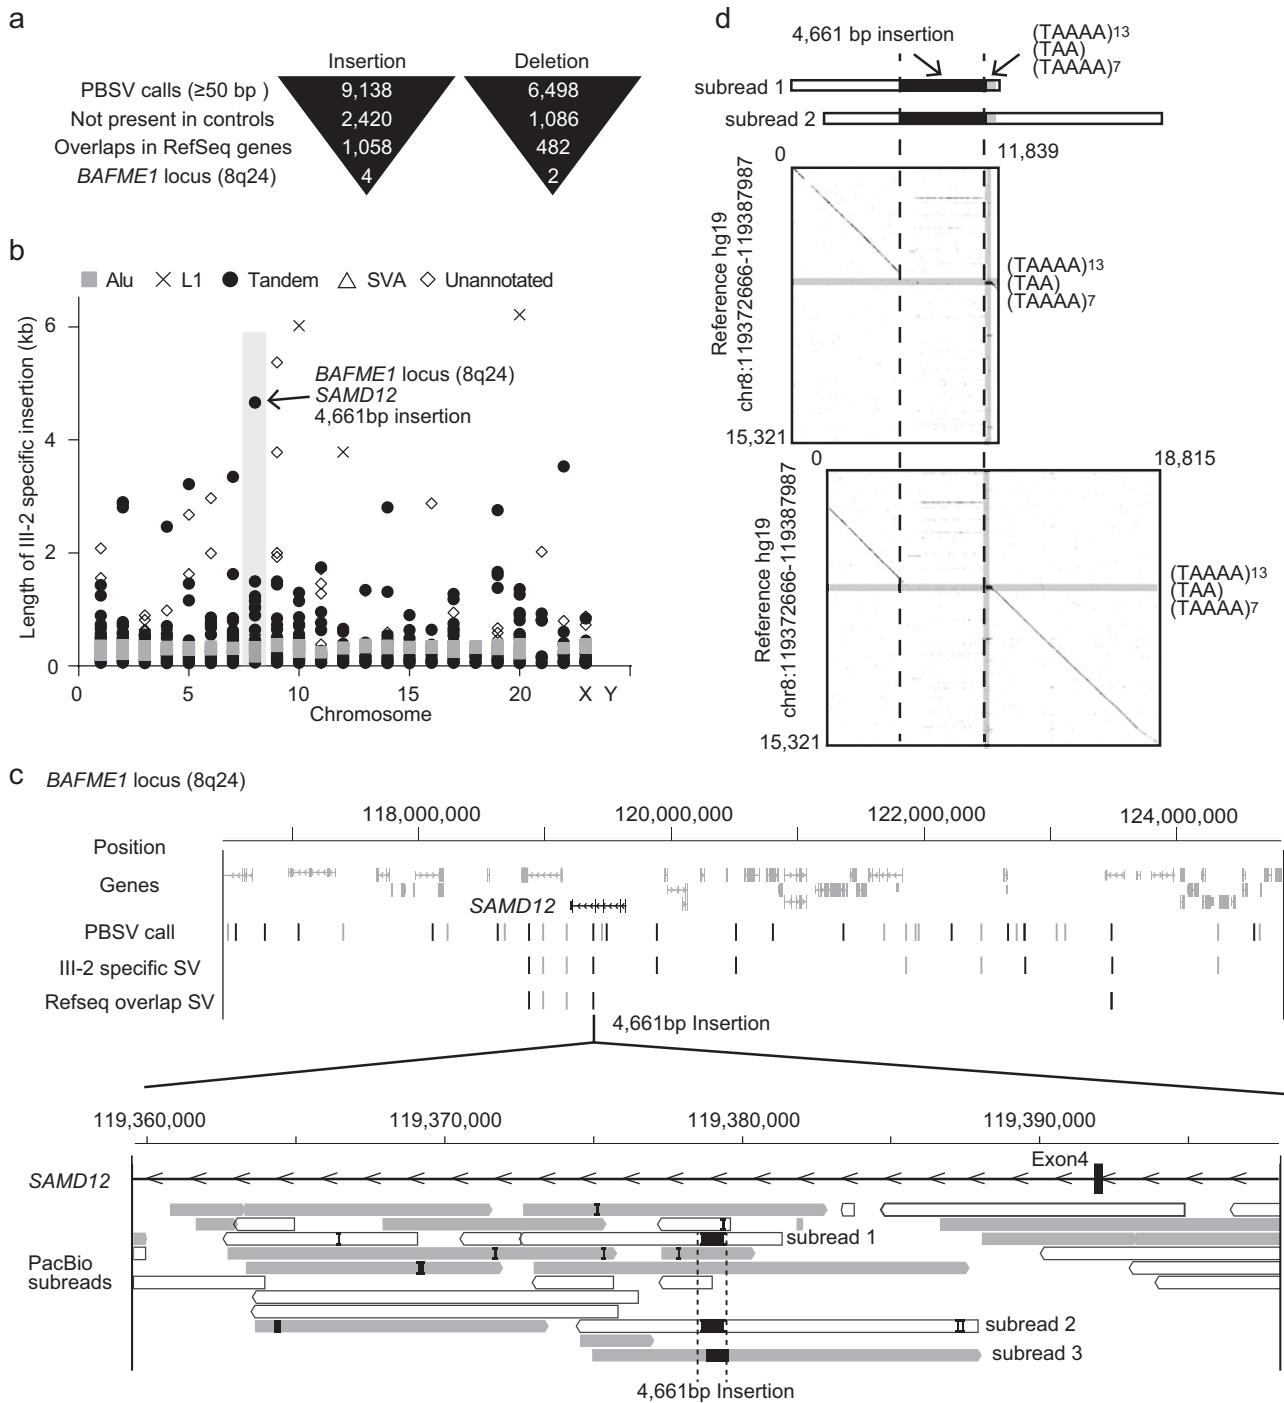 a
Insertion Deletion
PBSV calls (≥50 bp ) 9,138 6,498
Not present in controls 2,420 1,086
Overlaps in RefSeq genes 1,058 482
BAFME1 locus (8q24) 4 2
b
Alu L1 Tandem SVA Unannotated
Length of III-2 specific insertion (kb)
6
4
2
0
BAFME1 locus (8q24)
SAMD12
4,661bp insertion
0 5 10 15 20 X Y
Chromosome
d
4,661 bp insertion
(TAAAA)13
(TAA)
(TAAAA)7
subread 1
subread 2
0 11,839
Reference hg19
chr8:119372666-119387987
(TAAAA)13
(TAA)
(TAAAA)7
15,321
0 18,815
Reference hg19
chr8:119372666-119387987
(TAAAA)13
(TAA)
(TAAAA)7
15,321
c
BAFME1 locus (8q24)
118,000,000 120,000,000 122,000,000 124,000,000
Position
Genes
SAMD12
PBSV call
III-2 specific SV
Refseq overlap SV
4,661bp Insertion
119,360,000 119,370,000 119,380,000 119,390,000
Exon4
SAMD12
subread 1
PacBio
subreads
subread 2
subread 3
4,661bp Insertion